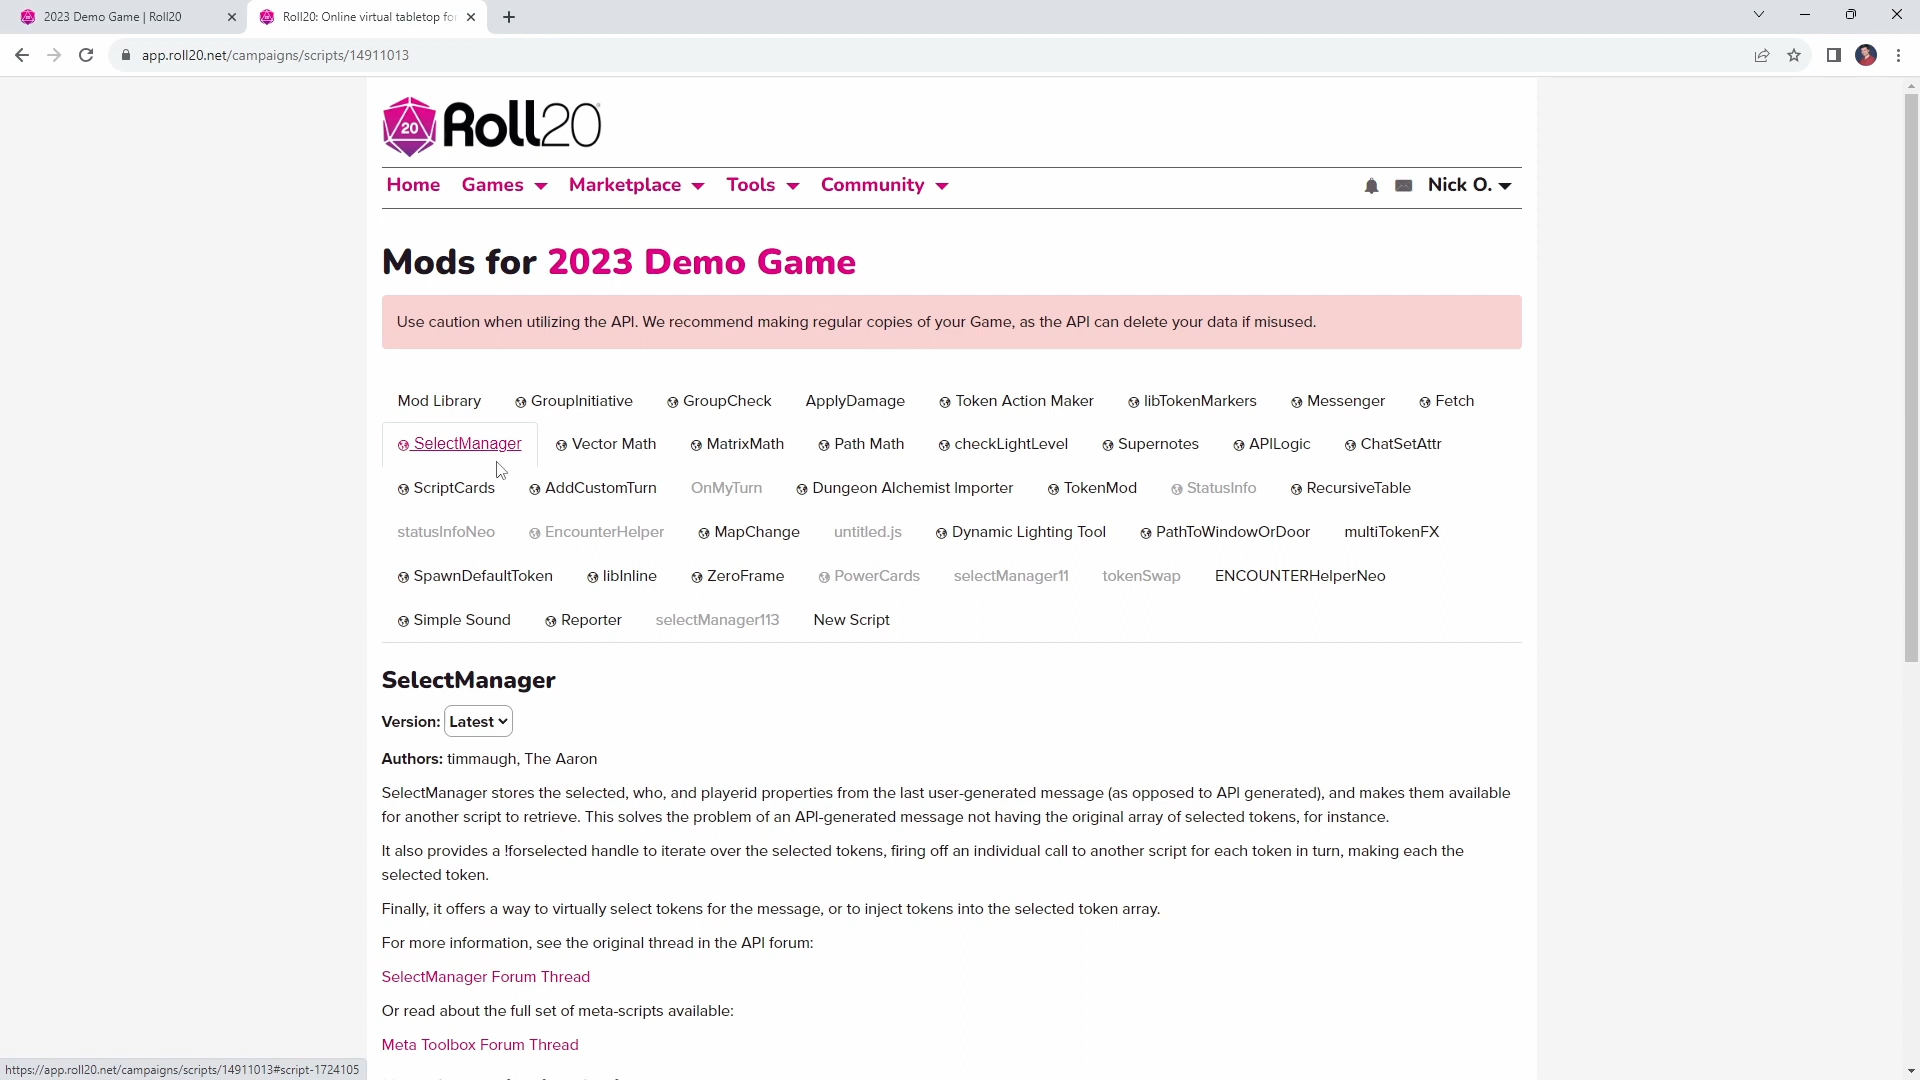 2023 Demo Game | Roll20
Roll20: Online virtual tabletop for
app.roll20.net/campaigns/scripts/14911013
20 Roll20
Home Games Marketplace Tools Community Nick O.
Mods for 2023 Demo Game
Use caution when utilizing the API. We recommend making regular copies of your Game, as the API can delete your data if misused.
Mod Library GroupInitiative GroupCheck ApplyDamage Token Action Maker libTokenMarkers Messenger Fetch
SelectManager Vector Math MatrixMath Path Math checkLightLevel Supernotes APILogic ChatSetAttr
ScriptCards AddCustomTurn OnMyTurn Dungeon Alchemist Importer TokenMod StatusInfo RecursiveTable
statusInfoNeo EncounterHelper MapChange untitled.js Dynamic Lighting Tool PathToWindowOrDoor multiTokenFX
SpawnDefaultToken libInline ZeroFrame PowerCards selectManager11 tokenSwap ENCOUNTERHelperNeo
Simple Sound Reporter selectManager113 New Script
SelectManager
Version: Latest
Authors: timmaugh, The Aaron
SelectManager stores the selected, who, and playerid properties from the last user-generated message (as opposed to API generated), and makes them available
for another script to retrieve. This solves the problem of an API-generated message not having the original array of selected tokens, for instance.
It also provides a !forselected handle to iterate over the selected tokens, firing off an individual call to another script for each token in turn, making each the
selected token.
Finally, it offers a way to virtually select tokens for the message, or to inject tokens into the selected token array.
For more information, see the original thread in the API forum:
SelectManager Forum Thread
Or read about the full set of meta-scripts available:
Meta Toolbox Forum Thread
https://app.roll20.net/campaigns/scripts/14911013#script-1724105